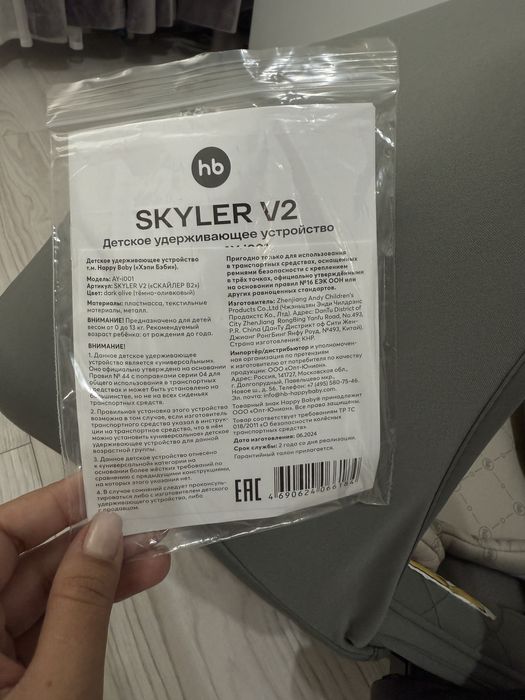 hb
SKYLER V2
Детское удерживающее устройство
Детское удерживающее устройство
т.м. Happy Baby («Хэпи Бэби»).
Модель: AY-I001
Артикул: SKYLER V2 («СКАЙЛЕР В2»)
Цвет: dark olive (тёмно-оливковый)
Материалы: пластмасса, текстильные
материалы, металл.
ВНИМАНИЕ! Предназначено для детей
весом от 0 до 13 кг. Рекомендуемый
возраст ребёнка: от рождения до года.
ВНИМАНИЕ!
1. Данное детское удерживающее
устройство является «универсальным».
Оно официально утверждено на основании
Правил № 44 с поправками серии 04 для
общего использования в транспортных
средствах и может быть установлено на
большинстве, но не на всех сиденьях
транспортных средств.
2. Правильная установка этого устройства
возможна в том случае, если изготовителем
транспортного средства указал в инструк-
ции на транспортное средство, что в нём
можно установить «универсальное» детское
удерживающее устройство для данной
возрастной группы.
3. Данное детское устройство отнесено
к «универсальной» категории на
основании более жёстких требований по
сравнению с предыдущими конструкциями,
на которых этого указания нет.
4. В случае сомнений следует проконсуль-
тироваться либо с изготовителем детского
удерживающего устройства, либо
с продавцом.
Пригодно только для использования
в транспортных средствах, оснащенных
ремнями безопасности с креплением
в трёх точках, официально утверждёнными
на основании правил №16 ЕЭК ООН или
других равноценных стандартов.
Изготовитель: Zhenjiang Andy Children's
Products Co.,Ltd (Чжэньцзян Энди Чилдрэнс
Продактс Ко., Лтд). Адрес: DanTu District of
City ZhenJiang RongBing Yanfu Road, No.493,
P.R. China (ДанТу Дистрикт оф Сити Жен-
Джианг Ронгбинг Янфу Роуд, №493, Китай).
Страна изготовления: КНР.
Импортёр/дистрибьютор и уполномочен-
ная организация по претензиям
к изготовителю от потребителя по качеству
продукции: ООО «Опт-Юнион».
Адрес: Россия, 141727, Московская обл.,
г. Долгопрудный, Павельцево мкр.,
Новое ш., д. 56. Телефон: +7 (495) 580-75-46.
Эл. почта: info@hb-happybaby.com.
Товарный знак Happy Baby® принадлежит
ООО «Опт-Юнион». Все права защищены.
Товар соответствует требованиям ТР ТС
018/2011 «О безопасности колёсных
транспортных средств».
Дата изготовления: 06.2024
Срок службы: 2 года со дня реализации.
Гарантийный талон прилагается.
EAC
4 690624 066184